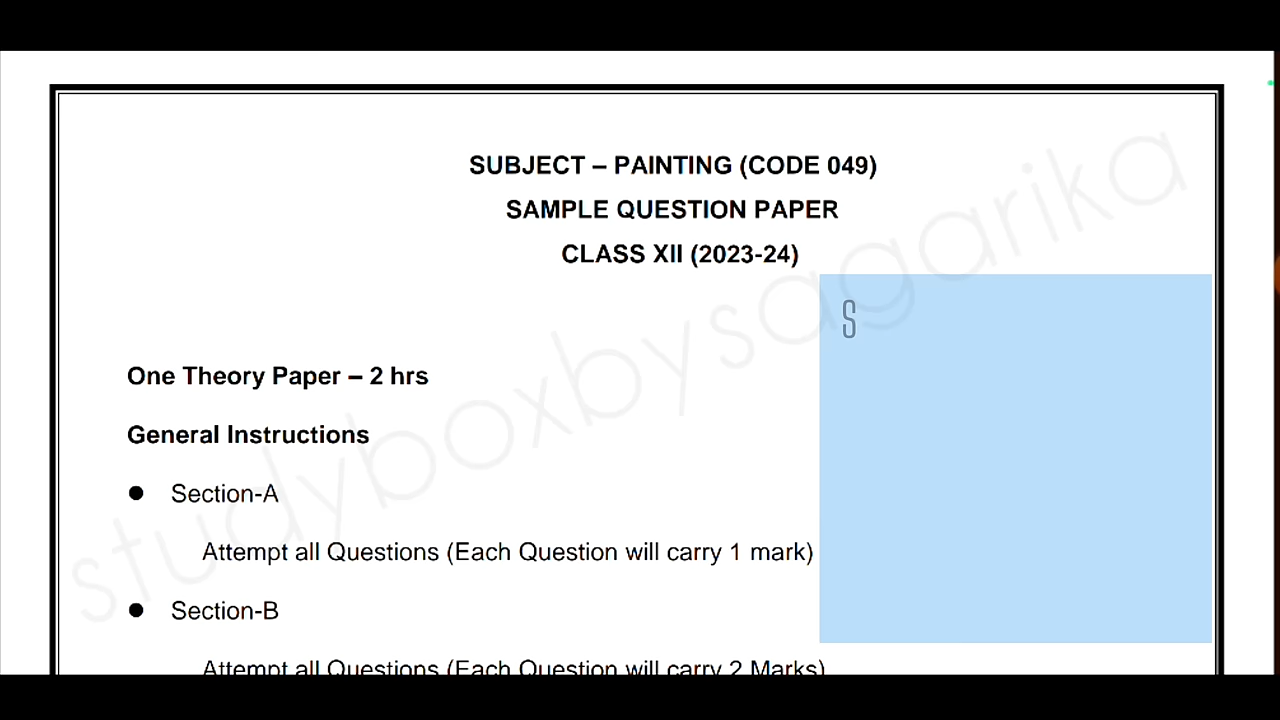 SUBJECT – PAINTING (CODE 049)
SAMPLE QUESTION PAPER
CLASS XII (2023-24)
S
One Theory Paper – 2 hrs
General Instructions
● Section-A
Attempt all Questions (Each Question will carry 1 mark)
● Section-B
Attempt all Questions (Each Question will carry 2 Marks)
studyboxbysagarika